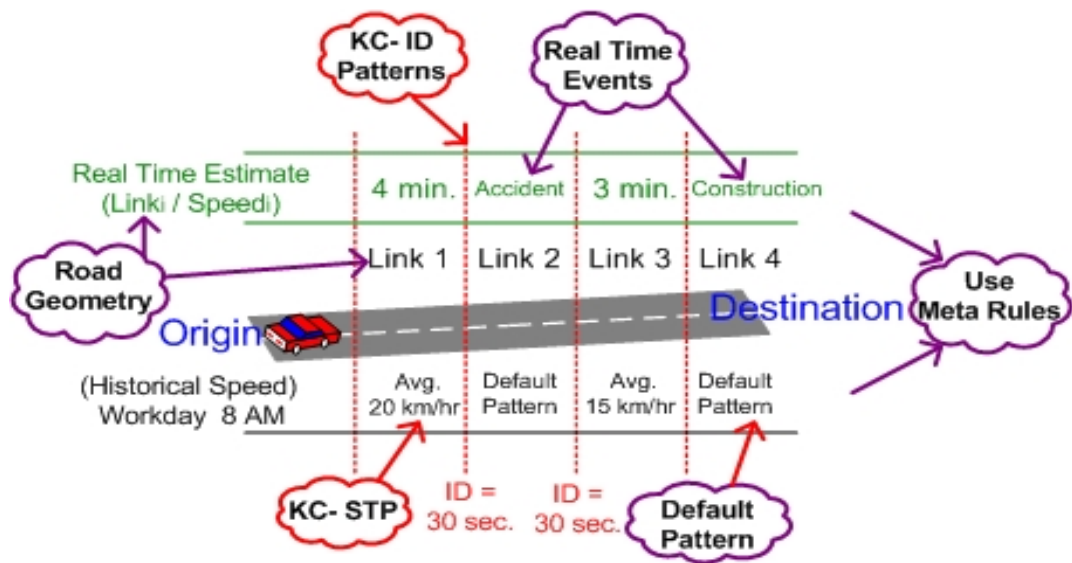 KC- ID
Patterns
Real Time
Events
Real Time Estimate
(Linki / Speedi)
4 min.
Accident
3 min.
Construction
Road
Geometry
Link 1
Link 2
Link 3
Link 4
Use
Meta Rules
Origin
Destination
(Historical Speed)
Workday 8 AM
Avg.
20 km/hr
Default
Pattern
Avg.
15 km/hr
Default
Pattern
KC- STP
ID =
30 sec.
ID =
30 sec.
Default
Pattern